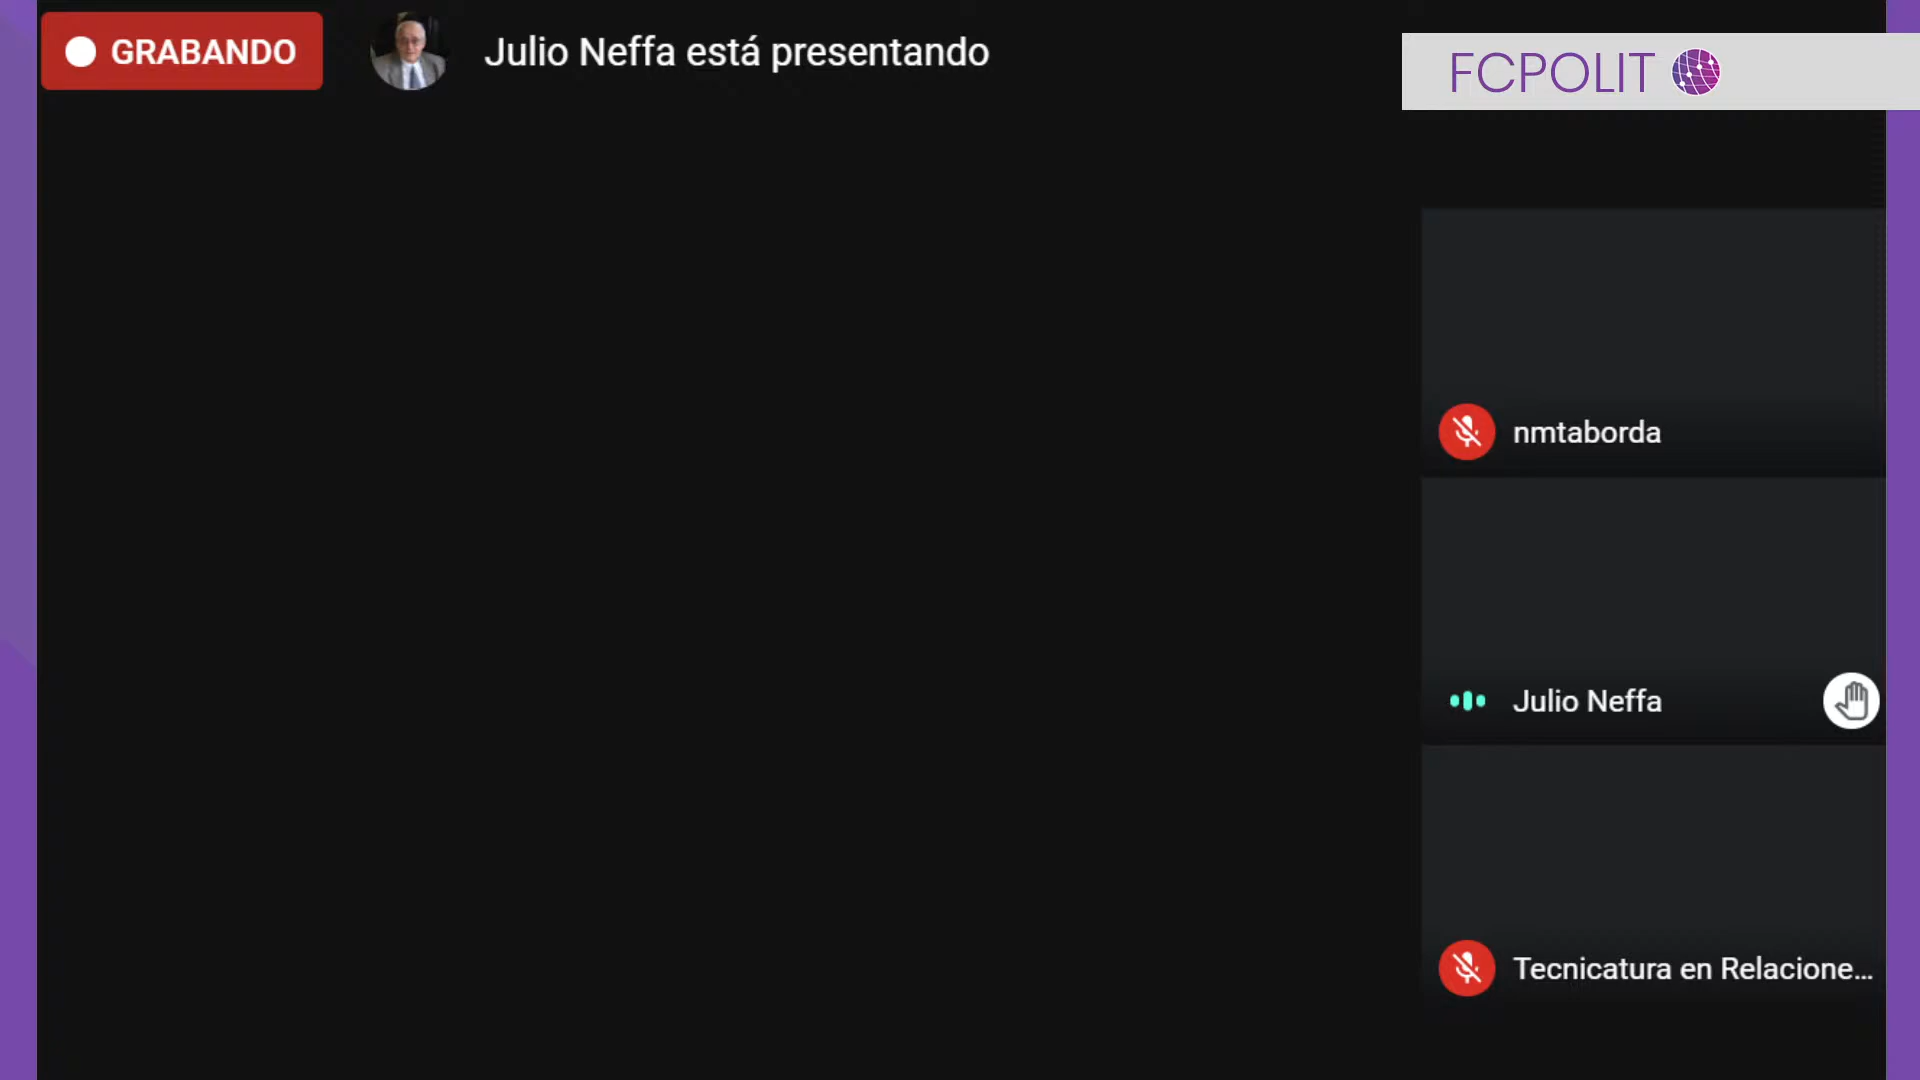 GRABANDO
Julio Neffa está presentando
FCPOLIT
nmtaborda
Julio Neffa
Tecnicatura en Relacione...